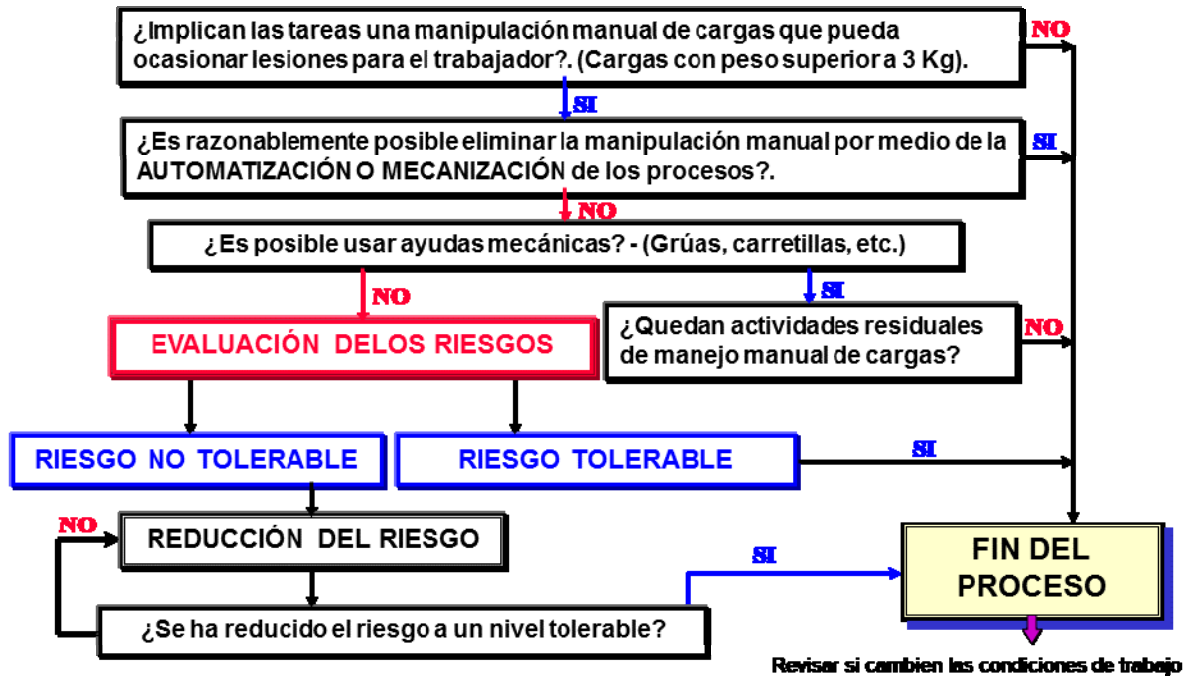 ¿Implican las tareas una manipulación manual de cargas que pueda
ocasionar lesiones para el trabajador?. (Cargas con peso superior a 3 Kg).
NO
SI
¿Es razonablemente posible eliminar la manipulación manual por medio de la
AUTOMATIZACIÓN O MECANIZACIÓN de los procesos?.
SI
NO
¿Es posible usar ayudas mecánicas? - (Grúas, carretillas, etc.)
NO
SI
EVALUACIÓN DELOS RIESGOS
¿Quedan actividades residuales
de manejo manual de cargas?
NO
RIESGO NO TOLERABLE
RIESGO TOLERABLE
SI
NO
REDUCCIÓN DEL RIESGO
SI
FIN DEL
PROCESO
¿Se ha reducido el riesgo a un nivel tolerable?
Revisar si cambien las condiciones de trabajo